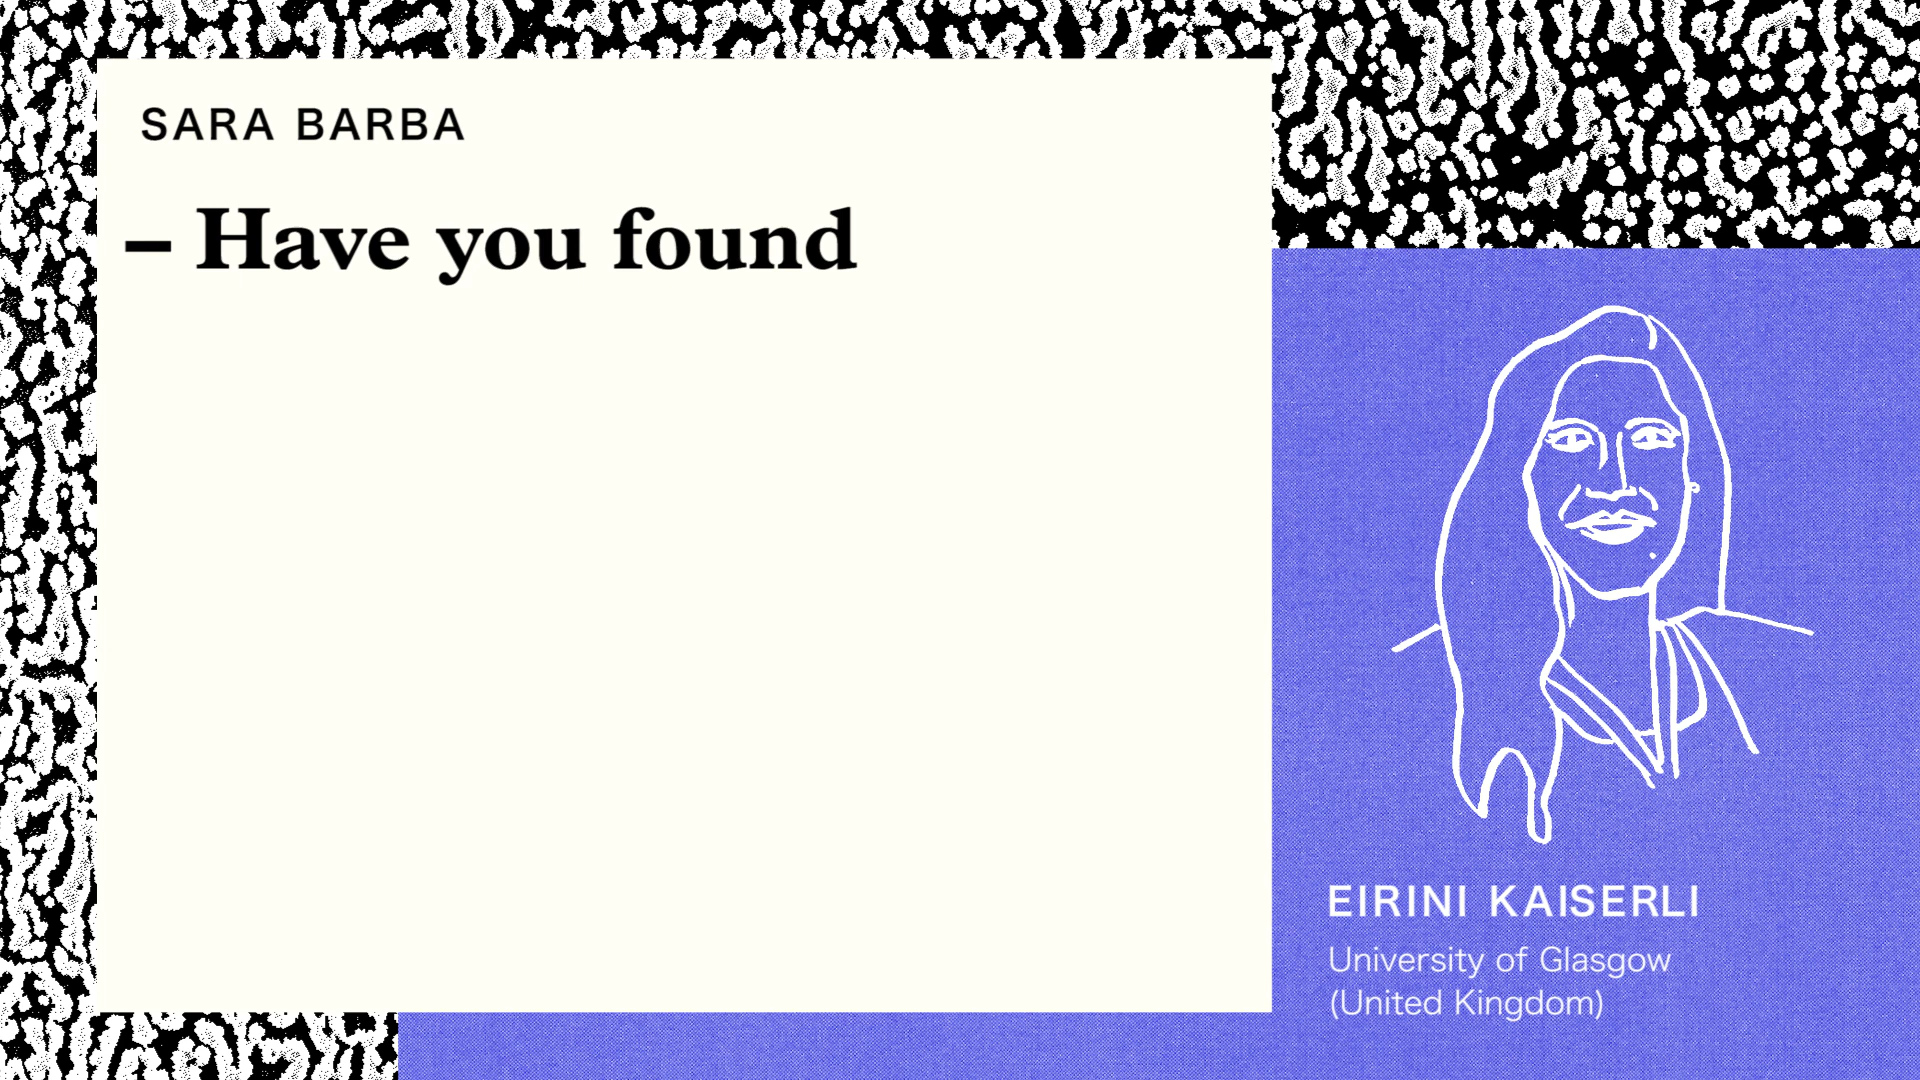 SARA BARBA
– Have you found
EIRINI KAISERLI
University of Glasgow
(United Kingdom)